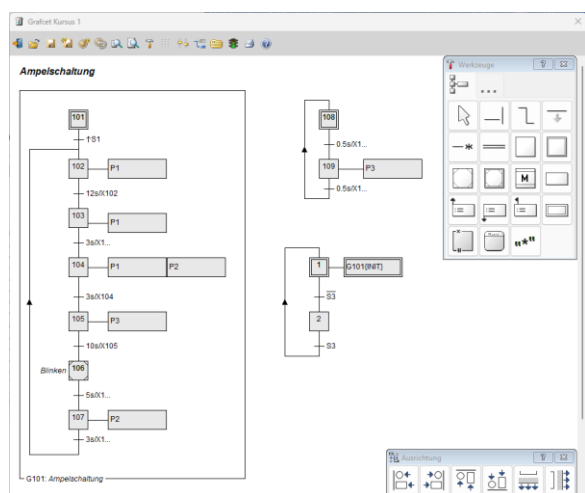 Grafcet Kursus 1
Ampelschaltung
101
↑S1
102 P1
12s/X102
103 P1
3s/X1...
104 P1 P2
3s/X104
105 P3
10s/X105
Blinken 106
5s/X1...
107 P2
3s/X1...
G101: Ampelschaltung
108
0.5s/X1...
109 P3
0.5s/X1...
1 G101{INIT}
S̅3̅
2
S3
Werkzeuge
...
M
"*"
Ausrichtung